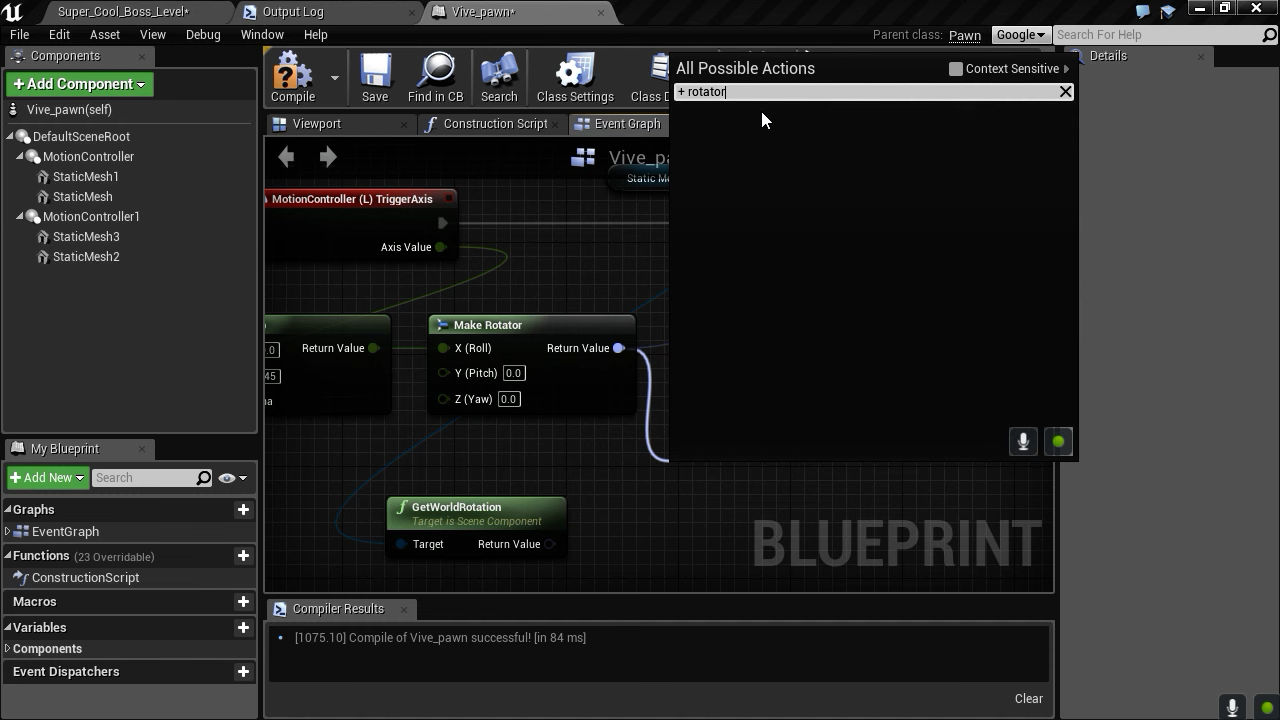 Super_Cool_Boss_Level*
Output Log
Vive_pawn*
File Edit Asset View Debug Window Help
Parent class: Pawn
Google
Search For Help
Components
Add Component
Vive_pawn(self)
DefaultSceneRoot
MotionController
StaticMesh1
StaticMesh
MotionController1
StaticMesh3
StaticMesh2
My Blueprint
+ Add New
Search
Graphs
EventGraph
Functions (23 Overridable)
ConstructionScript
Macros
Variables
Components
Event Dispatchers
Compile
Save
Find in CB
Search
Class Settings
Class D
Viewport
Construction Script
Event Graph
Vive_pa
Static Me
MotionController (L) TriggerAxis
Axis Value
.0
Return Value
45
ha
Make Rotator
X (Roll)
Return Value
Y (Pitch) 0.0
Z (Yaw) 0.0
GetWorldRotation
Target is Scene Component
Target
Return Value
BLUEPRINT
All Possible Actions
Context Sensitive
+ rotator
Details
Compiler Results
[1075.10] Compile of Vive_pawn successful! [in 84 ms]
Clear